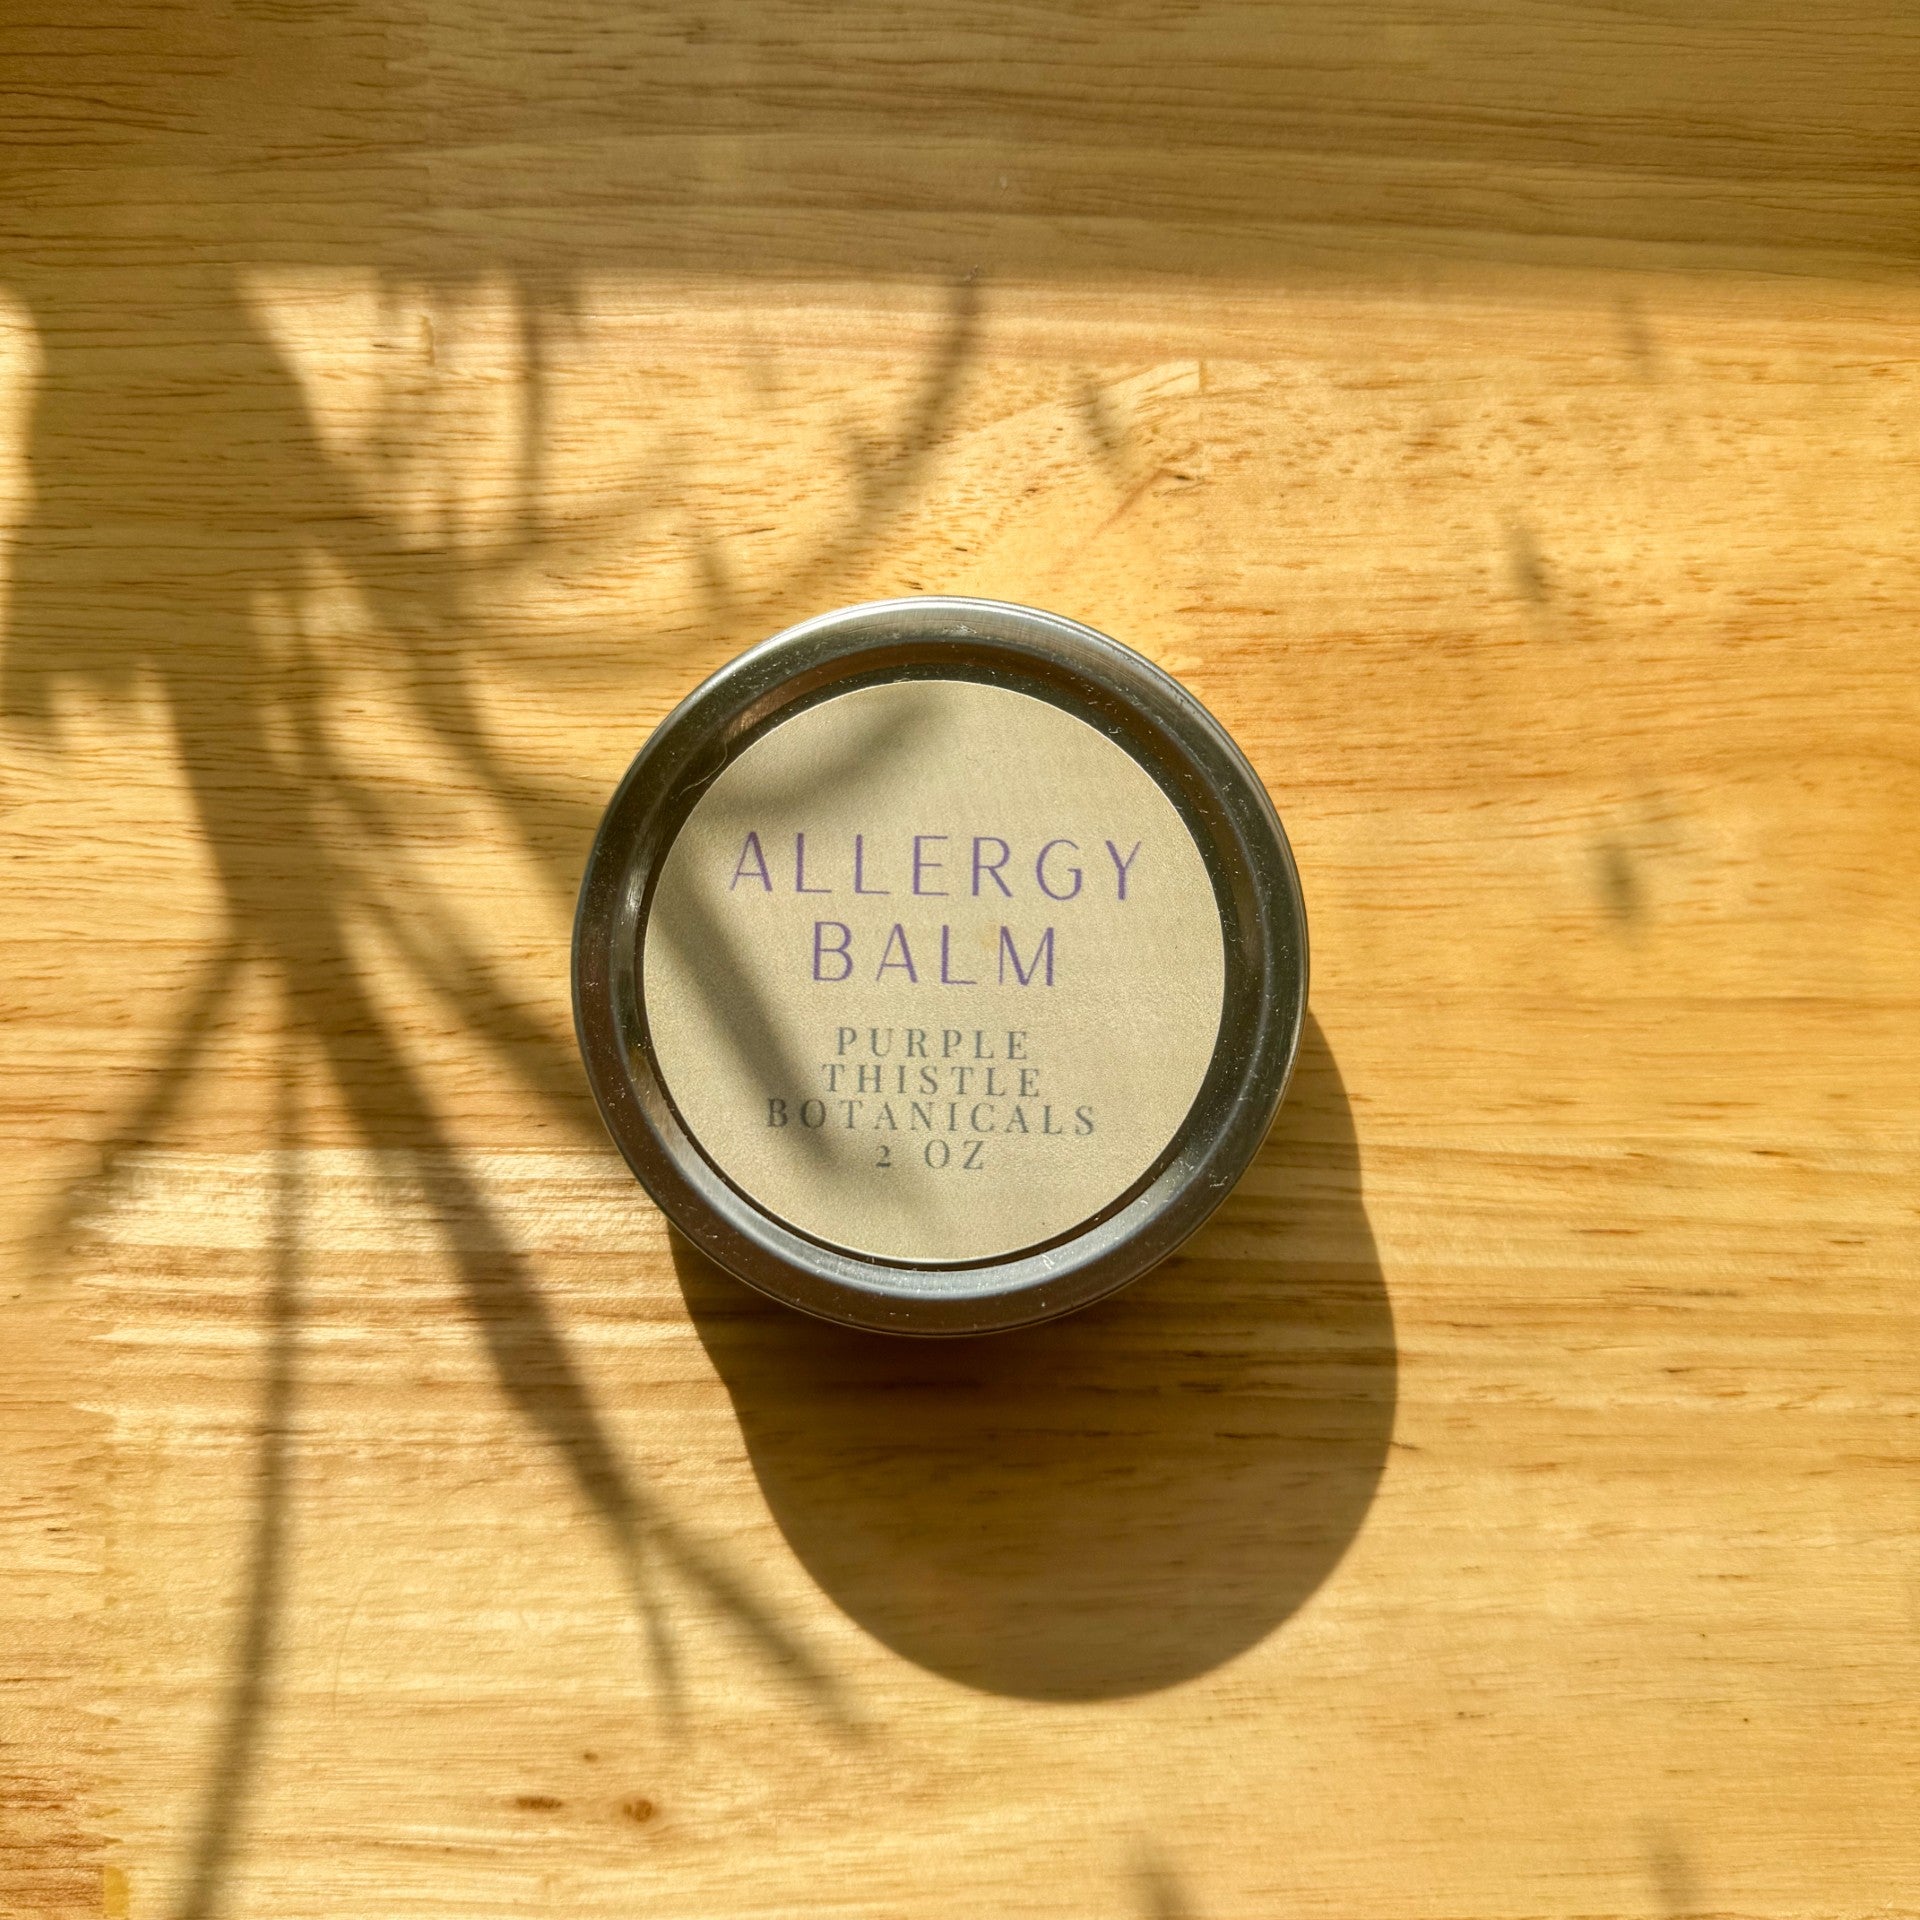 ALLERGY
BALM
PURPLE
THISTLE
BOTANICALS
2 OZ